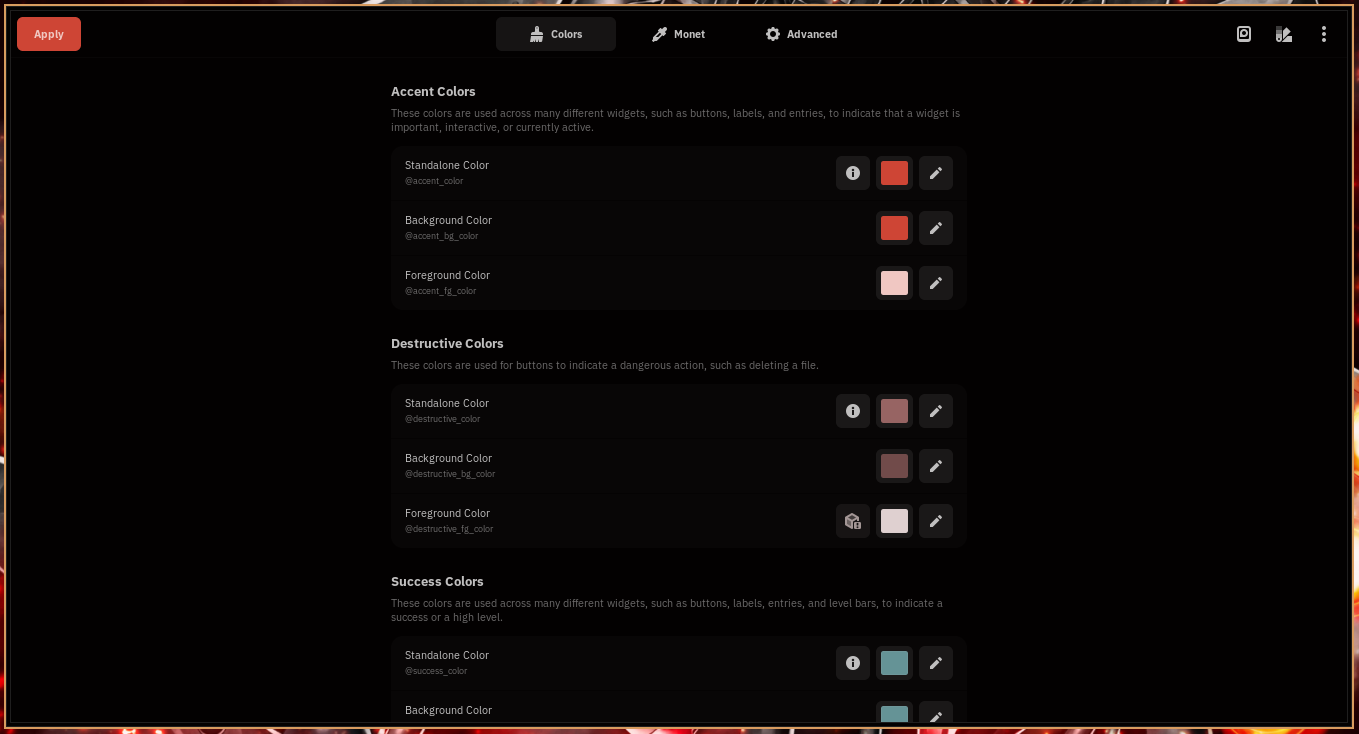 Apply
Colors
Monet
Advanced
Accent Colors
These colors are used across many different widgets, such as buttons, labels, and entries, to indicate that a widget is
important, interactive, or currently active.
Standalone Color
@accent_color
Background Color
@accent_bg_color
Foreground Color
@accent_fg_color
Destructive Colors
These colors are used for buttons to indicate a dangerous action, such as deleting a file.
Standalone Color
@destructive_color
Background Color
@destructive_bg_color
Foreground Color
@destructive_fg_color
Success Colors
These colors are used across many different widgets, such as buttons, labels, entries, and level bars, to indicate a
success or a high level.
Standalone Color
@success_color
Background Color